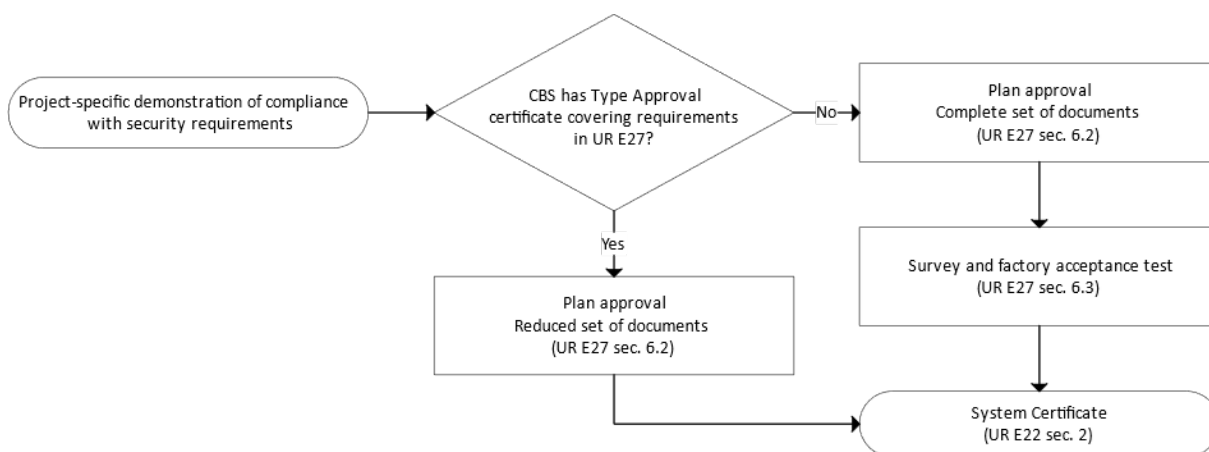 Project-specific demonstration of compliance
with security requirements
CBS has Type Approval
certificate covering requirements
in UR E27?
No
Plan approval
Complete set of documents
(UR E27 sec. 6.2)
Yes
Survey and factory acceptance test
(UR E27 sec. 6.3)
Plan approval
Reduced set of documents
(UR E27 sec. 6.2)
System Certificate
(UR E22 sec. 2)